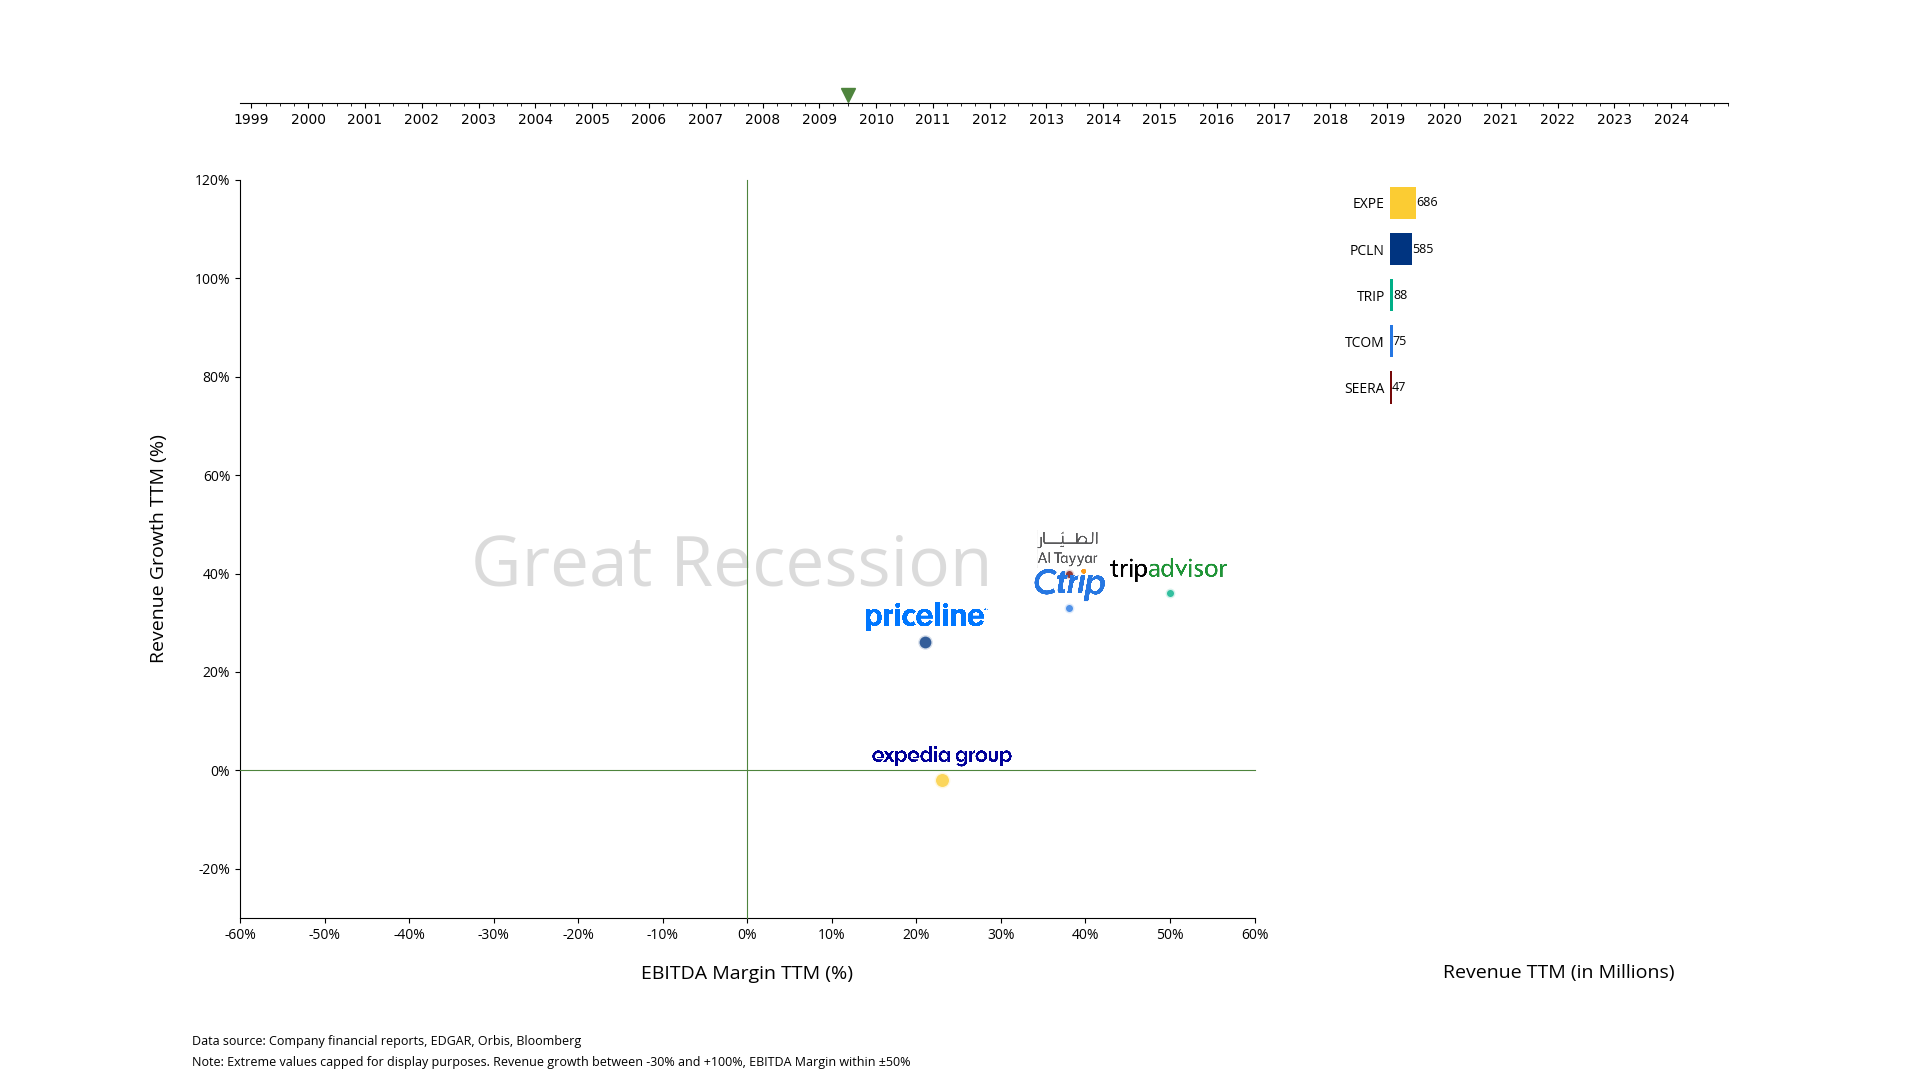 1999 2000 2001 2002 2003 2004 2005 2006 2007 2008 2009 2010 2011 2012 2013 2014 2015 2016 2017 2018 2019 2020 2021 2022 2023 2024
120%
100%
80%
60%
40%
20%
0%
-20%
Revenue Growth TTM (%)
Great Recession
الطيّار
Al Tayyar
Ctrip
tripadvisor
priceline
expedia group
-60% -50% -40% -30% -20% -10% 0% 10% 20% 30% 40% 50% 60%
EBITDA Margin TTM (%)
EXPE 686
PCLN 585
TRIP 88
TCOM 75
SEERA 47
Revenue TTM (in Millions)
Data source: Company financial reports, EDGAR, Orbis, Bloomberg
Note: Extreme values capped for display purposes. Revenue growth between -30% and +100%, EBITDA Margin within ±50%